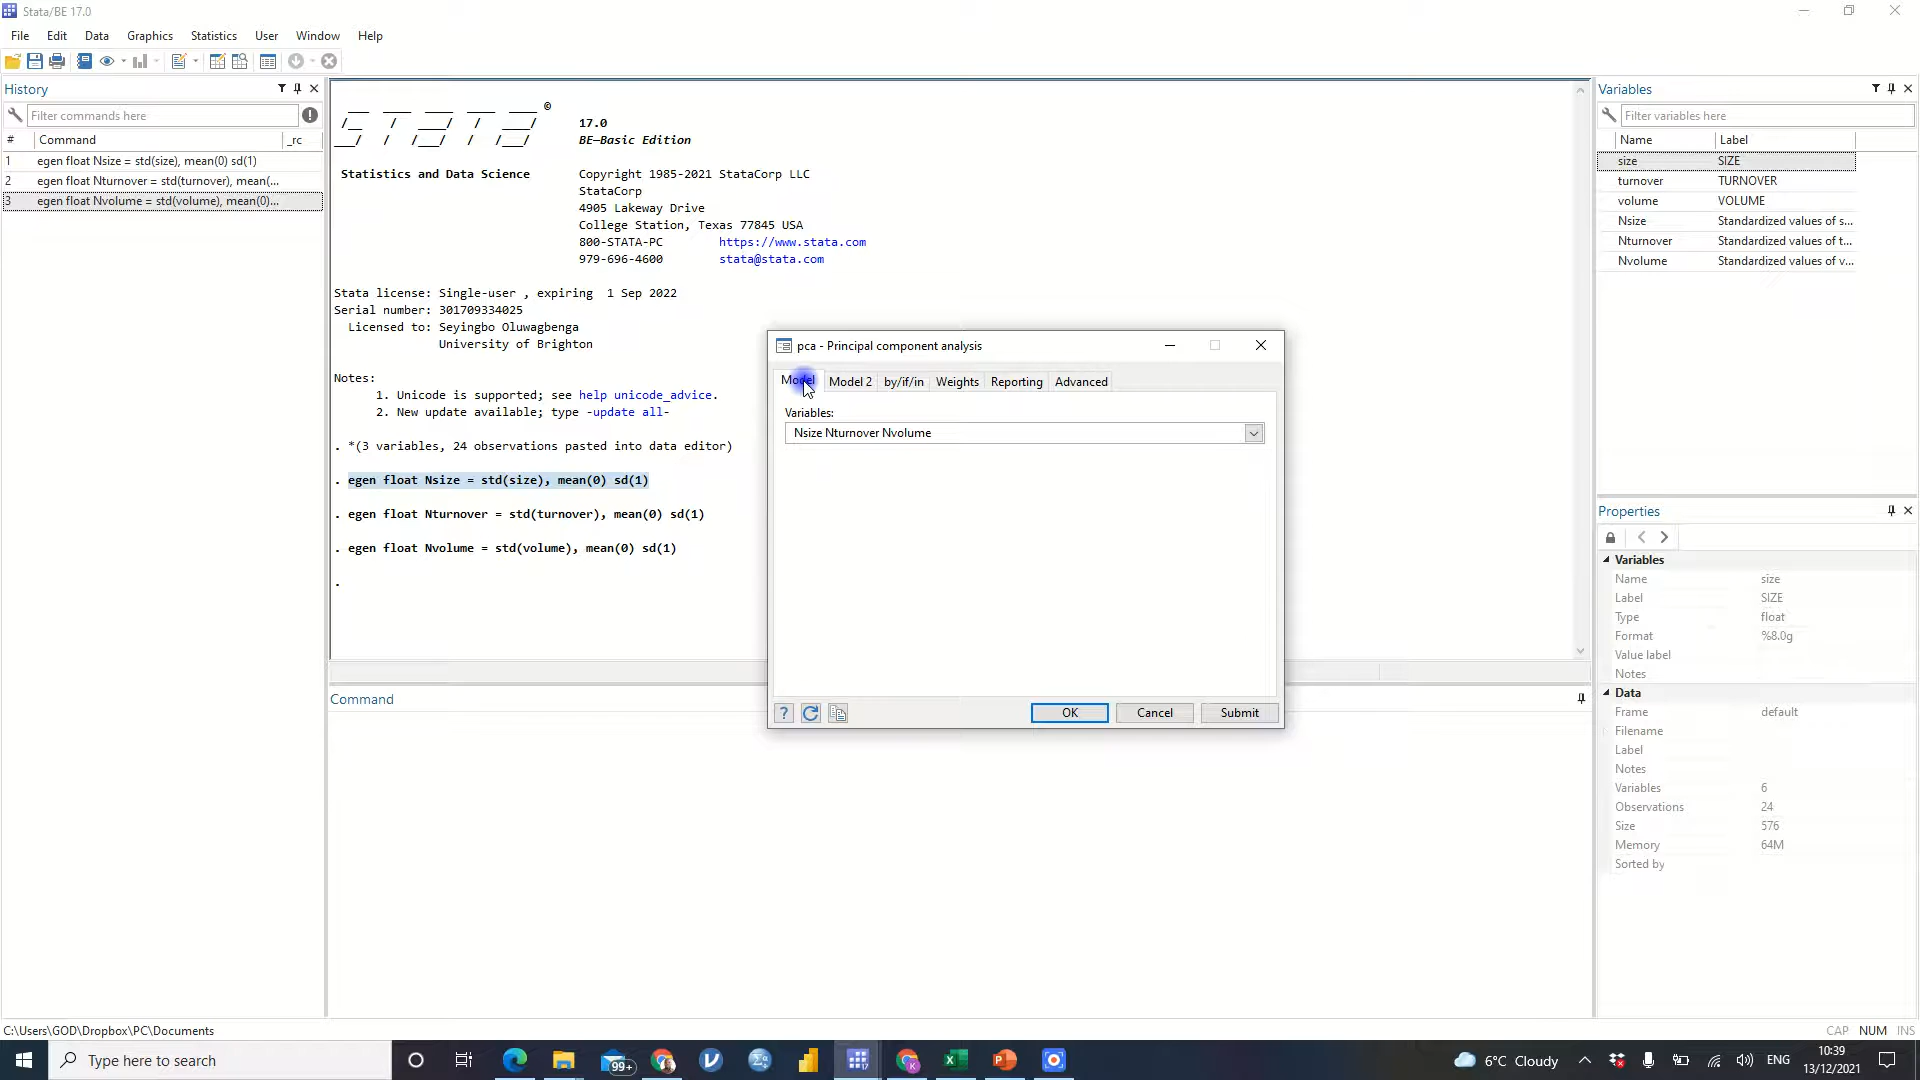 Stata/BE 17.0
File Edit Data Graphics Statistics User Window Help
History
Filter commands here
# Command _rc
1 egen float Nsize = std(size), mean(0) sd(1)
2 egen float Nturnover = std(turnover), mean(...
3 egen float Nvolume = std(volume), mean(0)...
17.0
BE—Basic Edition
Statistics and Data Science Copyright 1985-2021 StataCorp LLC
StataCorp
4905 Lakeway Drive
College Station, Texas 77845 USA
800-STATA-PC https://www.stata.com
979-696-4600 stata@stata.com
Stata license: Single-user , expiring 1 Sep 2022
Serial number: 301709334025
Licensed to: Seyingbo Oluwagbenga
University of Brighton
Notes:
1. Unicode is supported; see help unicode_advice.
2. New update available; type -update all-
. *(3 variables, 24 observations pasted into data editor)
. egen float Nsize = std(size), mean(0) sd(1)
. egen float Nturnover = std(turnover), mean(0) sd(1)
. egen float Nvolume = std(volume), mean(0) sd(1)
.
Command
pca - Principal component analysis
Model Model 2 by/if/in Weights Reporting Advanced
Variables:
Nsize Nturnover Nvolume
? OK Cancel Submit
Variables
Filter variables here
Name Label
size SIZE
turnover TURNOVER
volume VOLUME
Nsize Standardized values of s...
Nturnover Standardized values of t...
Nvolume Standardized values of v...
Properties
Variables
Name size
Label SIZE
Type float
Format %8.0g
Value label
Notes
Data
Frame default
Filename
Label
Notes
Variables 6
Observations 24
Size 576
Memory 64M
Sorted by
C:\Users\GOD\Dropbox\PC\Documents
CAP NUM INS
Type here to search
99+
6°C Cloudy
ENG
10:39
13/12/2021